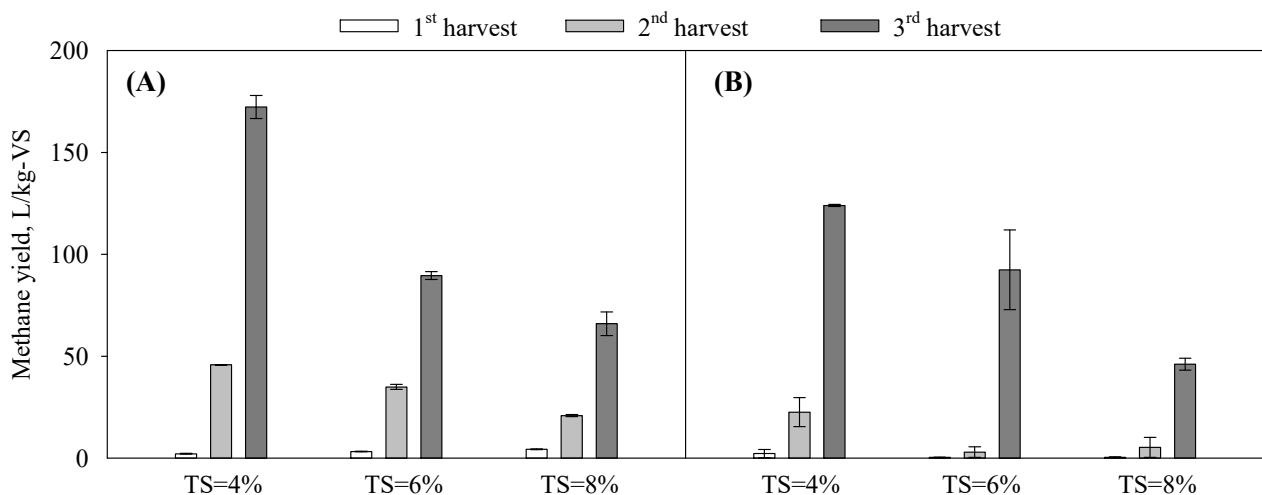 1st harvest 2nd harvest 3rd harvest
200
(A) (B)
150
100
50
0
Methane yield, L/kg-VS
TS=4% TS=6% TS=8% TS=4% TS=6% TS=8%